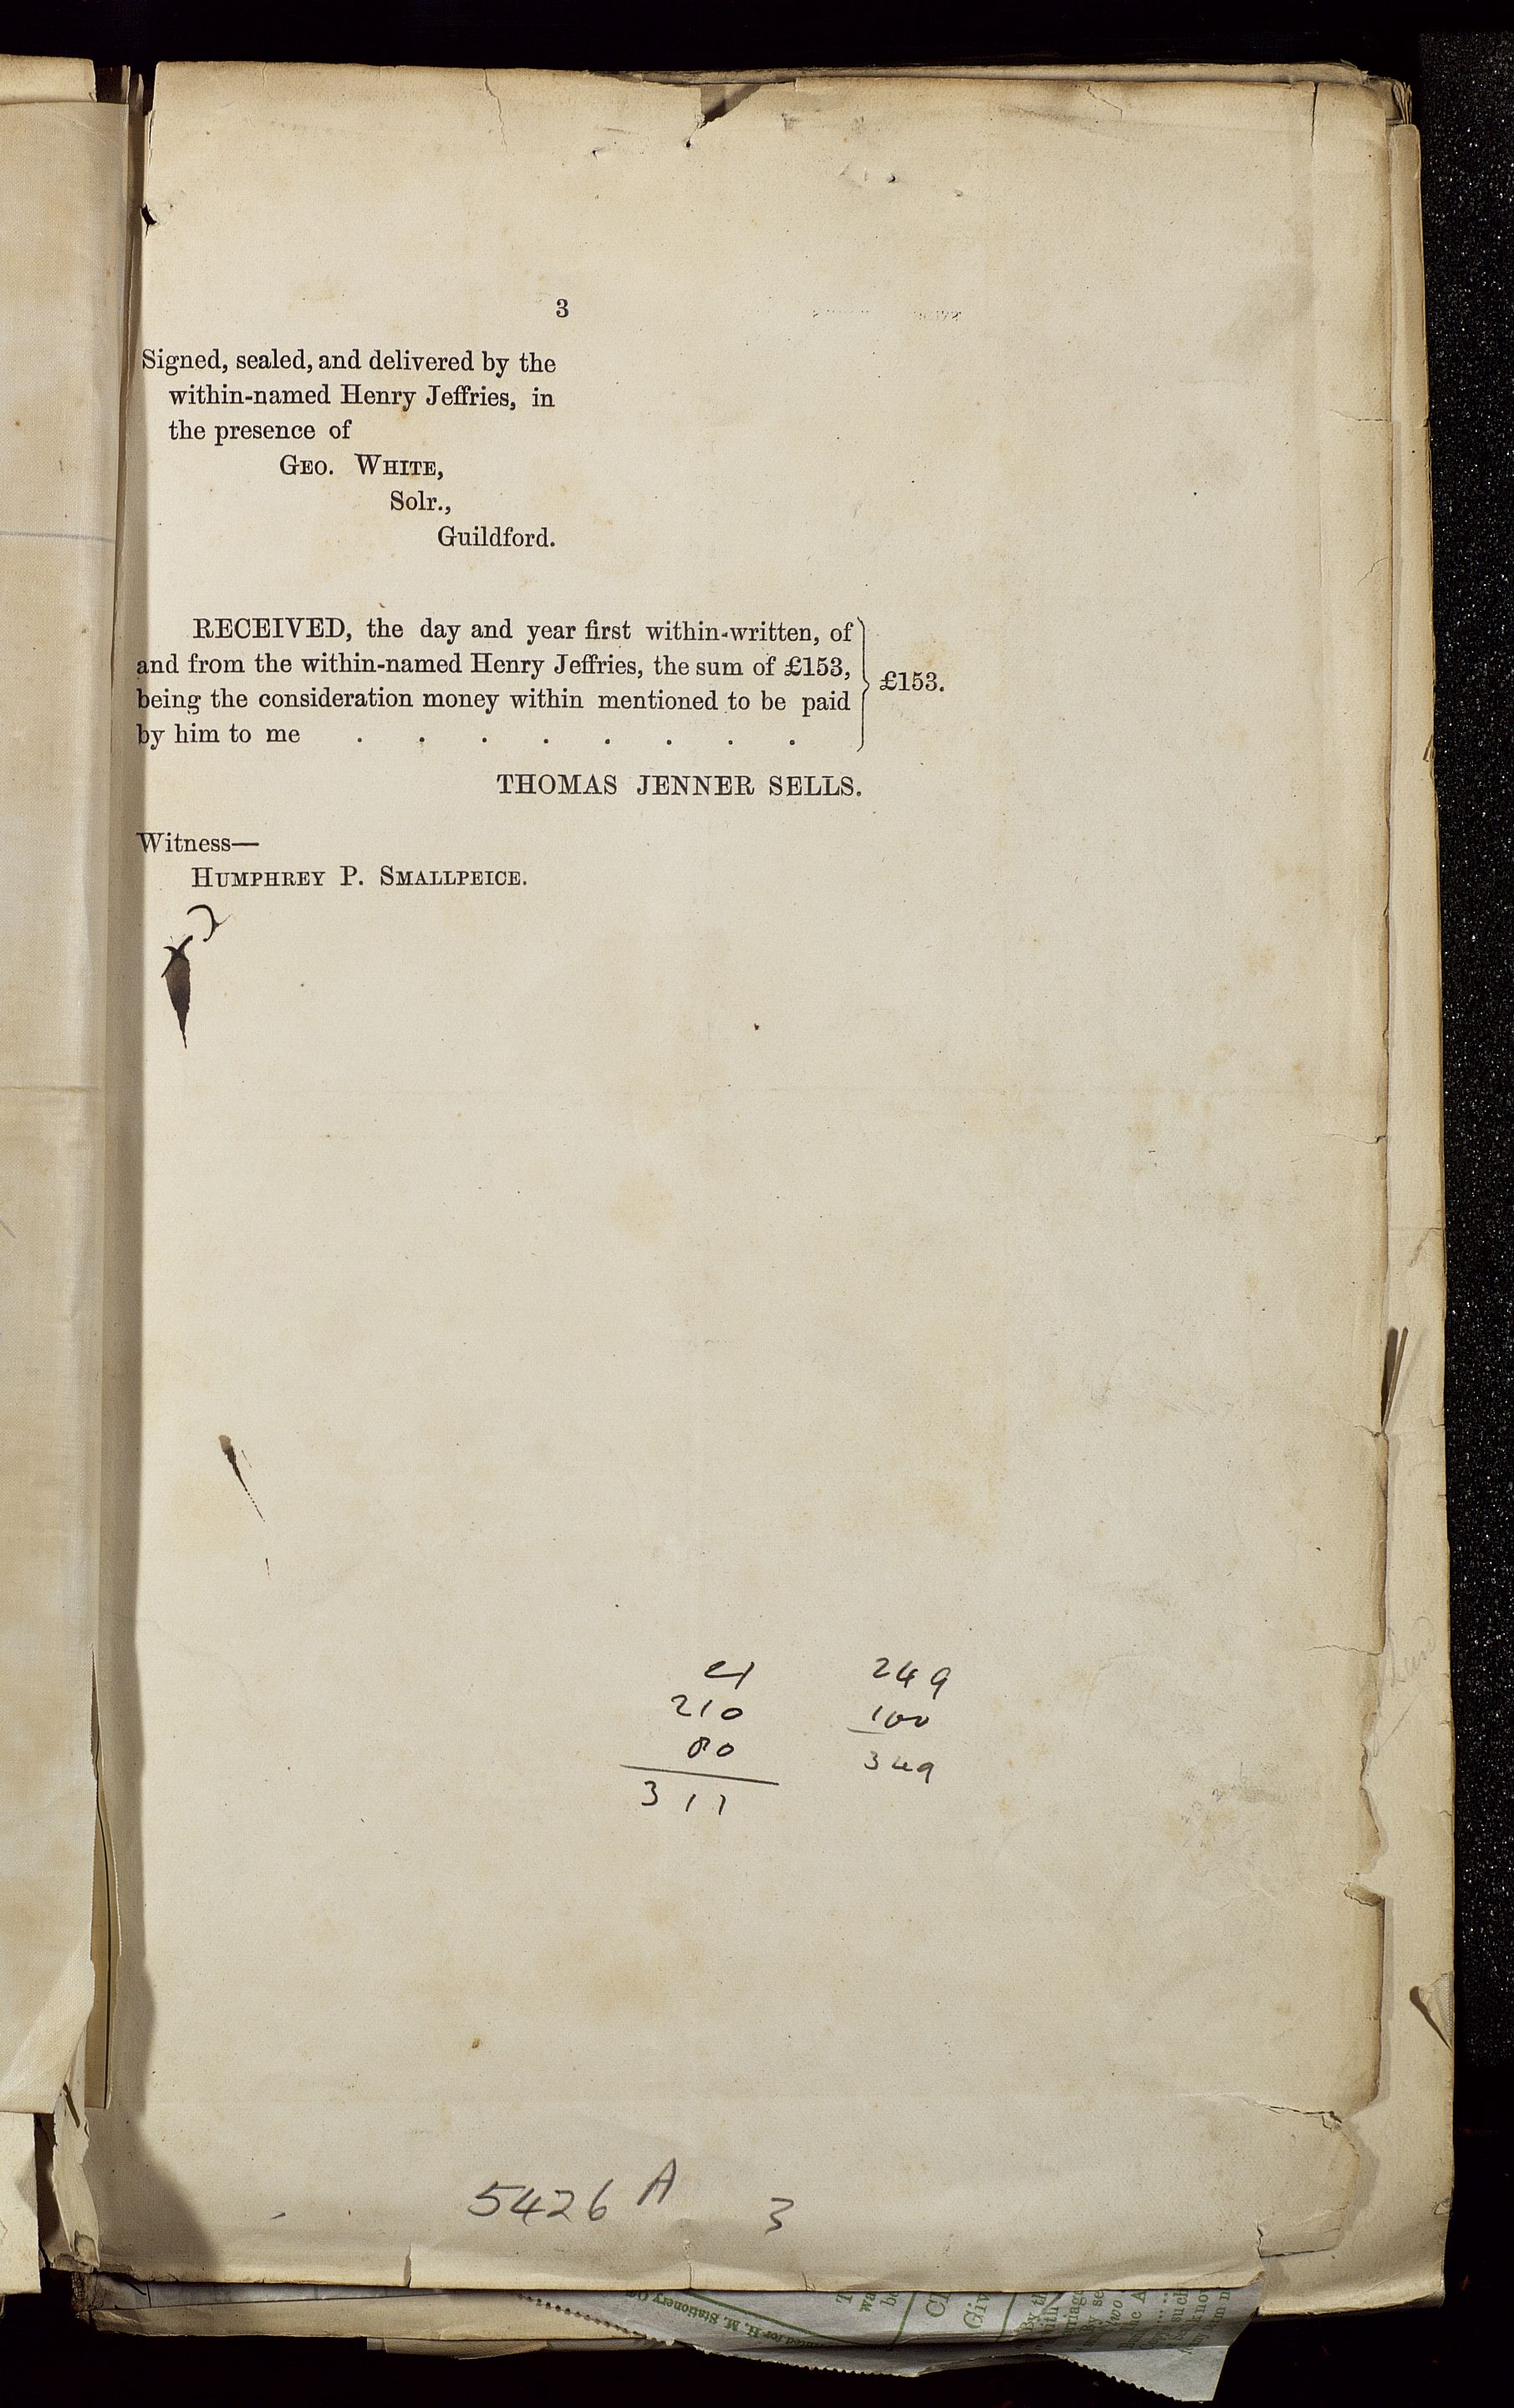 3
Signed, sealed, and delivered by the
within-named Henry Jeffries, in
the presence of
GEO. WHITE,
Solr.,
Guildford.
RECEIVED, the day and year first within-written, of
and from the within-named Henry Jeffries, the sum of £153,
being the consideration money within mentioned to be paid
by him to me . . . . . . . .
£153.
THOMAS JENNER SELLS.
Witness—
HUMPHREY P. SMALLPEICE.
21 249
210 100
80 349
311
5426 A 3
for H. M. Stationery